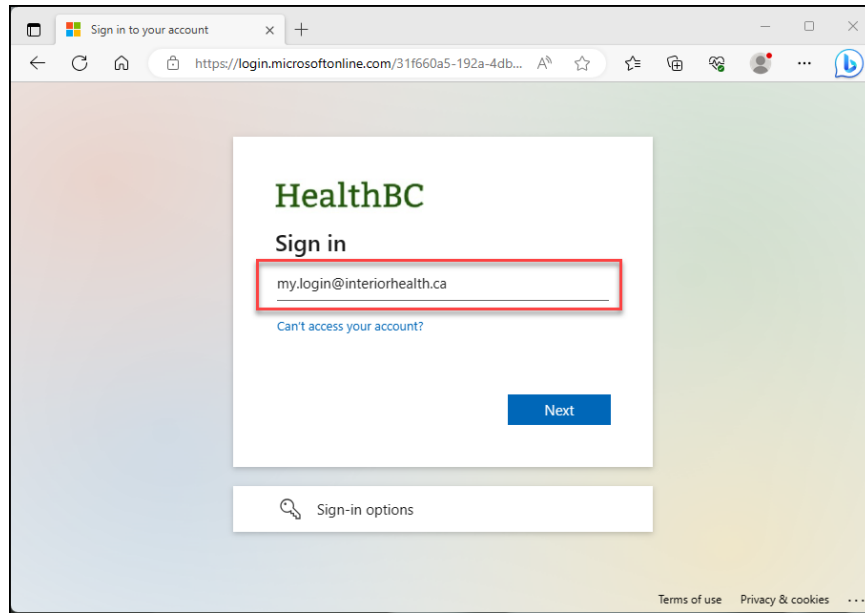 Sign in to your account
https://login.microsoftonline.com/31f660a5-192a-4db...
HealthBC
Sign in
my.login@interiorhealth.ca
Can't access your account?
Next
Sign-in options
Terms of use Privacy & cookies ...